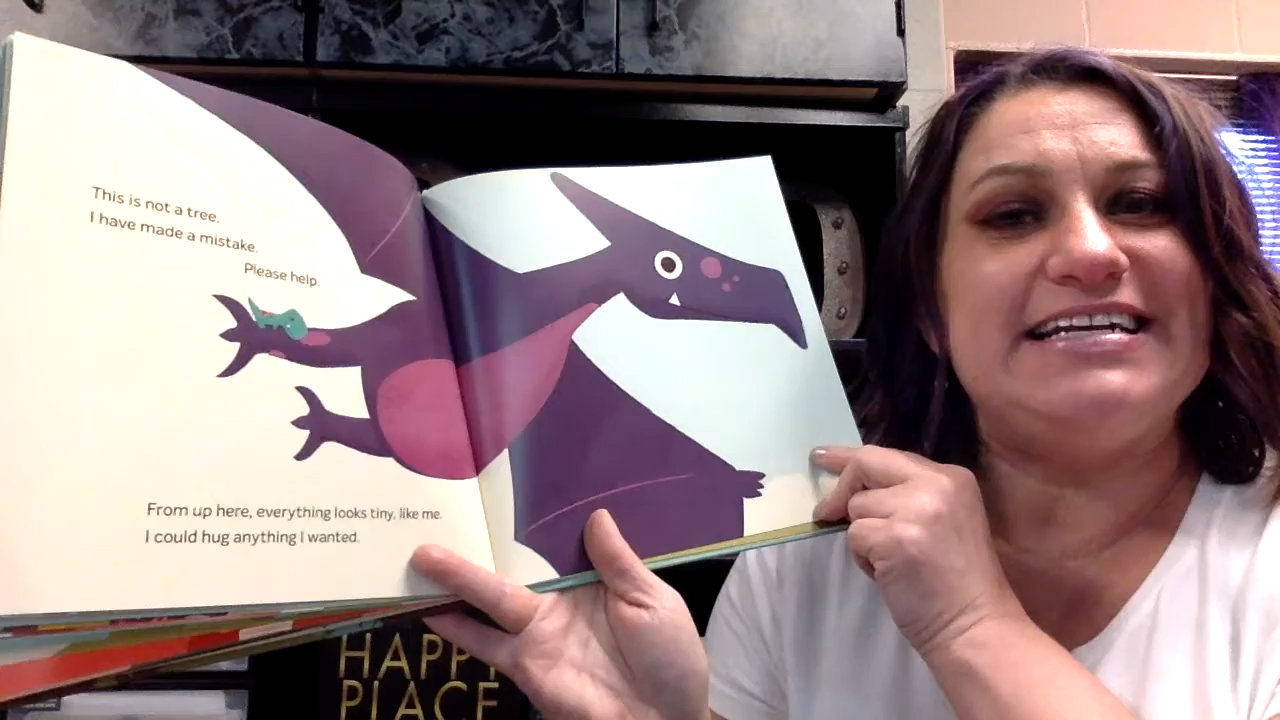 This is not a tree.
I have made a mistake.
Please help.
From up here, everything looks tiny, like me.
I could hug anything I wanted.
HAPPY
PLACE